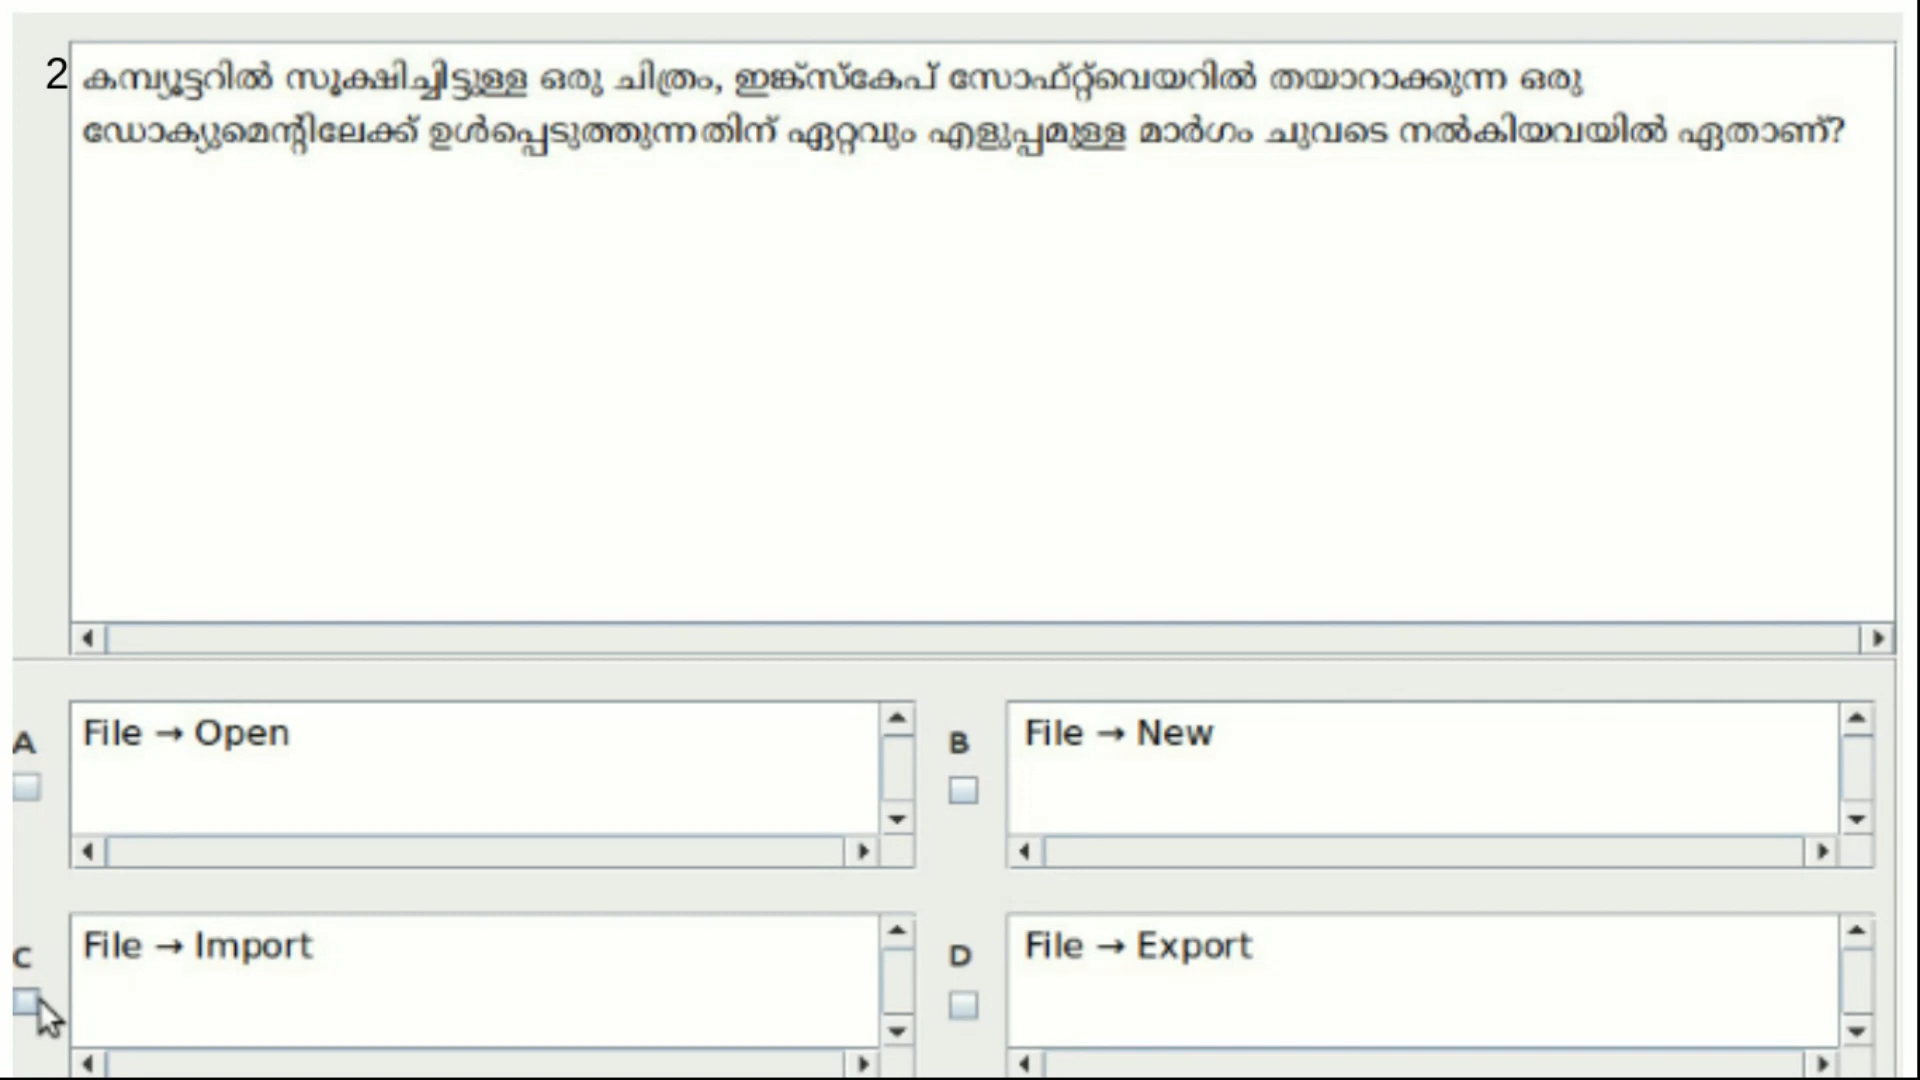 2 കമ്പ്യൂട്ടറിൽ സൂക്ഷിച്ചിട്ടുള്ള ഒരു ചിത്രം, ഇങ്ക്സ്കേപ് സോഫ്റ്റ്‌വെയറിൽ തയാറാക്കുന്ന ഒരു
ഡോക്യുമെന്റിലേക്ക് ഉൾപ്പെടുത്തുന്നതിന് ഏറ്റവും എളുപ്പമുള്ള മാർഗം ചുവടെ നൽകിയവയിൽ ഏതാണ്?
A File → Open
B File → New
C File → Import
D File → Export